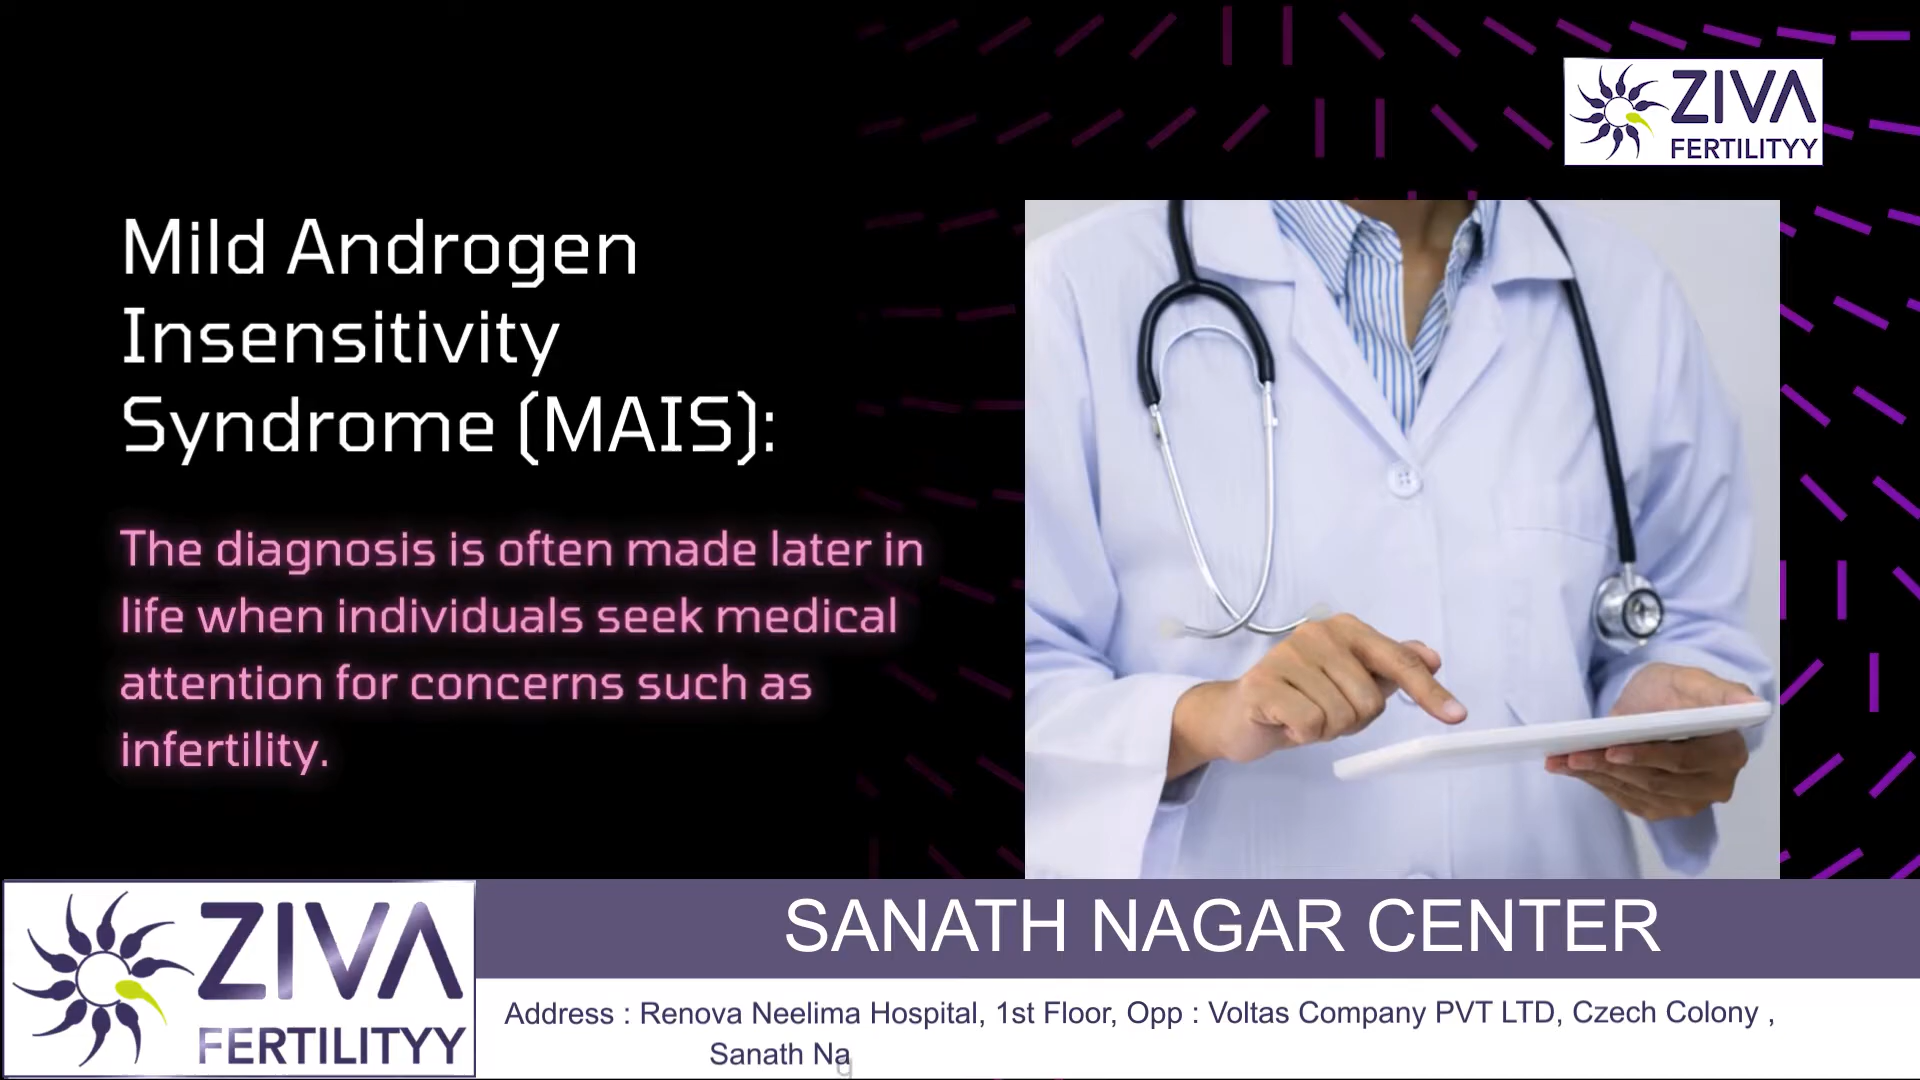 ZIVA
FERTILITYY
Mild Androgen
Insensitivity
Syndrome (MAIS):
The diagnosis is often made later in
life when individuals seek medical
attention for concerns such as
infertility.
ZIVA
FERTILITYY
SANATH NAGAR CENTER
Address : Renova Neelima Hospital, 1st Floor, Opp : Voltas Company PVT LTD, Czech Colony ,
Sanath Nag